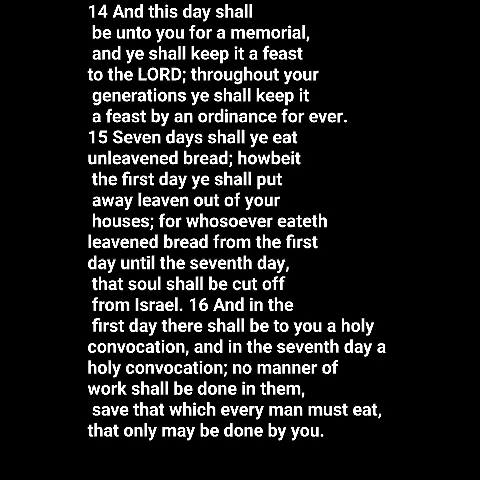 14 And this day shall
be unto you for a memorial,
and ye shall keep it a feast
to the LORD; throughout your
generations ye shall keep it
a feast by an ordinance for ever.
15 Seven days shall ye eat
unleavened bread; howbeit
the first day ye shall put
away leaven out of your
houses; for whosoever eateth
leavened bread from the first
day until the seventh day,
that soul shall be cut off
from Israel. 16 And in the
first day there shall be to you a holy
convocation, and in the seventh day a
holy convocation; no manner of
work shall be done in them,
save that which every man must eat,
that only may be done by you.